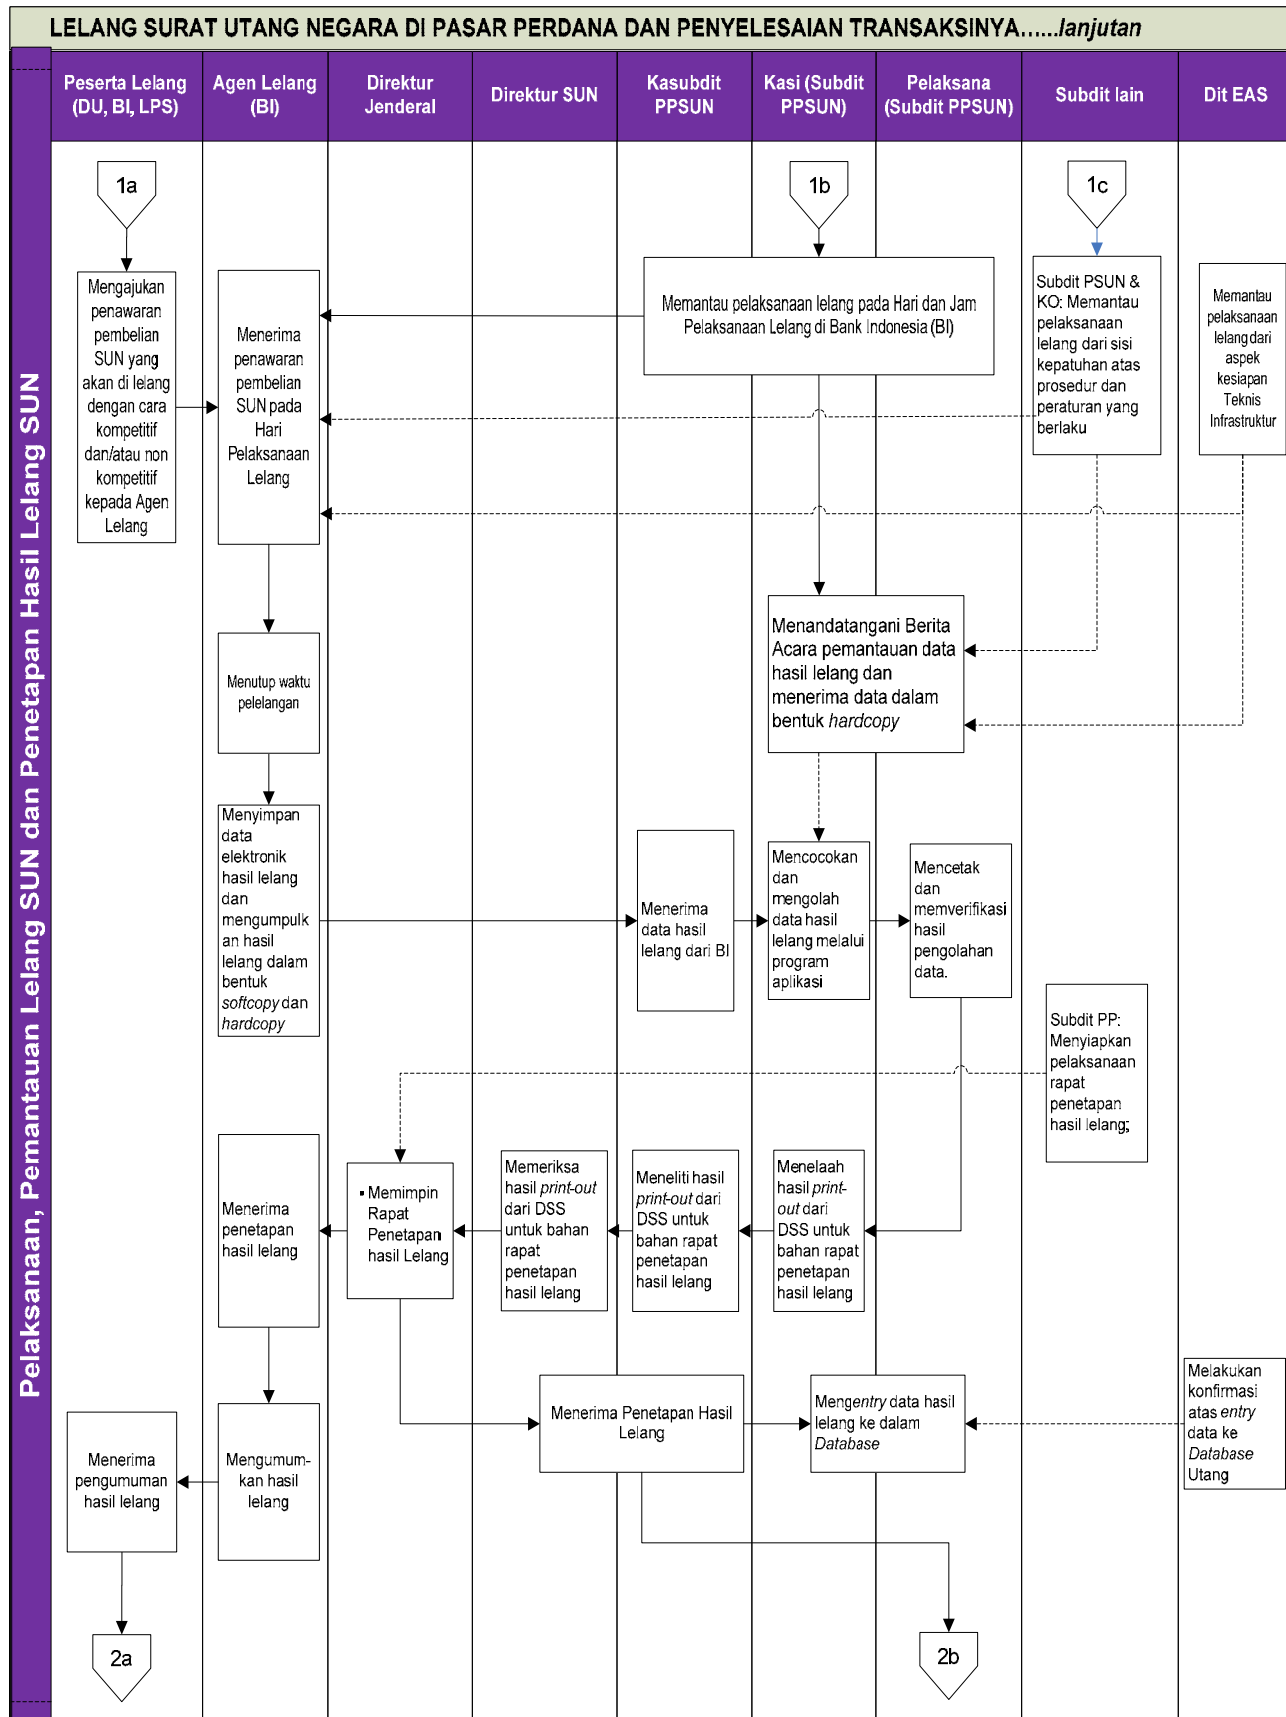 LELANG SURAT UTANG NEGARA DI PASAR PERDANA DAN PENYELESAIAN TRANSAKSINYA......lanjutan
Pelaksanaan, Pemantauan Lelang SUN dan Penetapan Hasil Lelang SUN
Peserta Lelang
(DU, BI, LPS)
Agen Lelang
(BI)
Direktur
Jenderal
Direktur SUN
Kasubdit
PPSUN
Kasi (Subdit
PPSUN)
Pelaksana
(Subdit PPSUN)
Subdit lain
Dit EAS
1a
1b
1c
Mengajukan
penawaran
pembelian
SUN yang
akan di lelang
dengan cara
kompetitif
dan/atau non
kompetitif
kepada Agen
Lelang
Menerima
penawaran
pembelian
SUN pada
Hari
Pelaksanaan
Lelang
Memantau pelaksanaan lelang pada Hari dan Jam
Pelaksanaan Lelang di Bank Indonesia (BI)
Subdit PSUN &
KO: Memantau
pelaksanaan
lelang dari sisi
kepatuhan atas
prosedur dan
peraturan yang
berlaku
Memantau
pelaksanaan
lelang dari
aspek
kesiapan
Teknis
Infrastruktur
Menutup waktu
pelelangan
Menandatangani Berita
Acara pemantauan data
hasil lelang dan
menerima data dalam
bentuk hardcopy
Menyimpan
data
elektronik
hasil lelang
dan
mengumpulk
an hasil
lelang dalam
bentuk
softcopy dan
hardcopy
Menerima
data hasil
lelang dari BI
Mencocokan
dan
mengolah
data hasil
lelang melalui
program
aplikasi
Mencetak
dan
memverifikasi
hasil
pengolahan
data.
Subdit PP:
Menyiapkan
pelaksanaan
rapat
penetapan
hasil lelang;
Menerima
penetapan
hasil lelang
▪ Memimpin
Rapat
Penetapan
hasil Lelang
Memeriksa
hasil print-out
dari DSS
untuk bahan
rapat
penetapan
hasil lelang
Meneliti hasil
print-out dari
DSS untuk
bahan rapat
penetapan
hasil lelang
Menelaah
hasil print-
out dari
DSS untuk
bahan rapat
penetapan
hasil lelang
Menerima
pengumuman
hasil lelang
Mengumum-
kan hasil
lelang
Menerima Penetapan Hasil
Lelang
Mengentry data hasil
lelang ke dalam
Database
Melakukan
konfirmasi
atas entry
data ke
Database
Utang
2a
2b